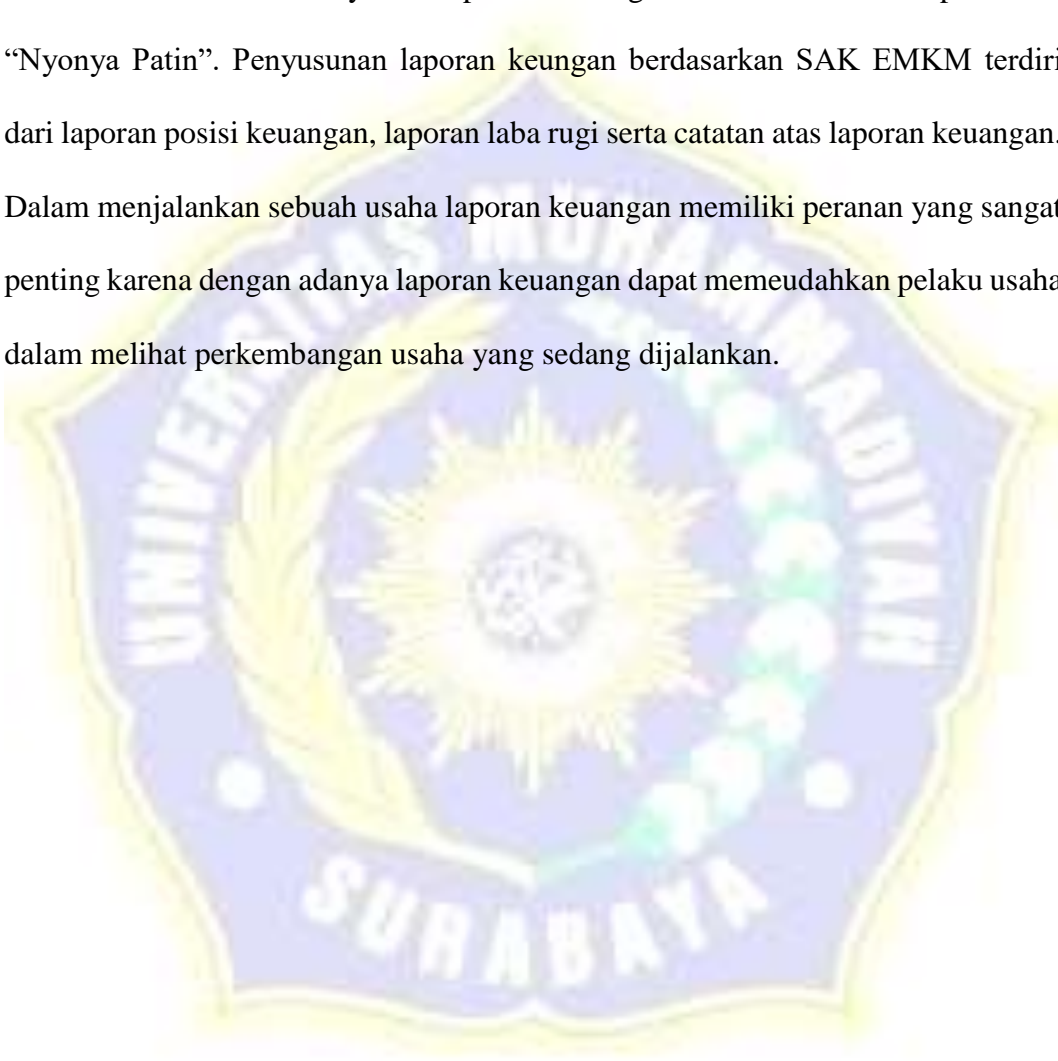 “Nyonya Patin”. Penyusunan laporan keungan berdasarkan SAK EMKM terdiri
dari laporan posisi keuangan, laporan laba rugi serta catatan atas laporan keuangan.
Dalam menjalankan sebuah usaha laporan keuangan memiliki peranan yang sangat
penting karena dengan adanya laporan keuangan dapat memeudahkan pelaku usaha
dalam melihat perkembangan usaha yang sedang dijalankan.
UNIVERSITAS MUHAMMADIYAH
SURABAYA